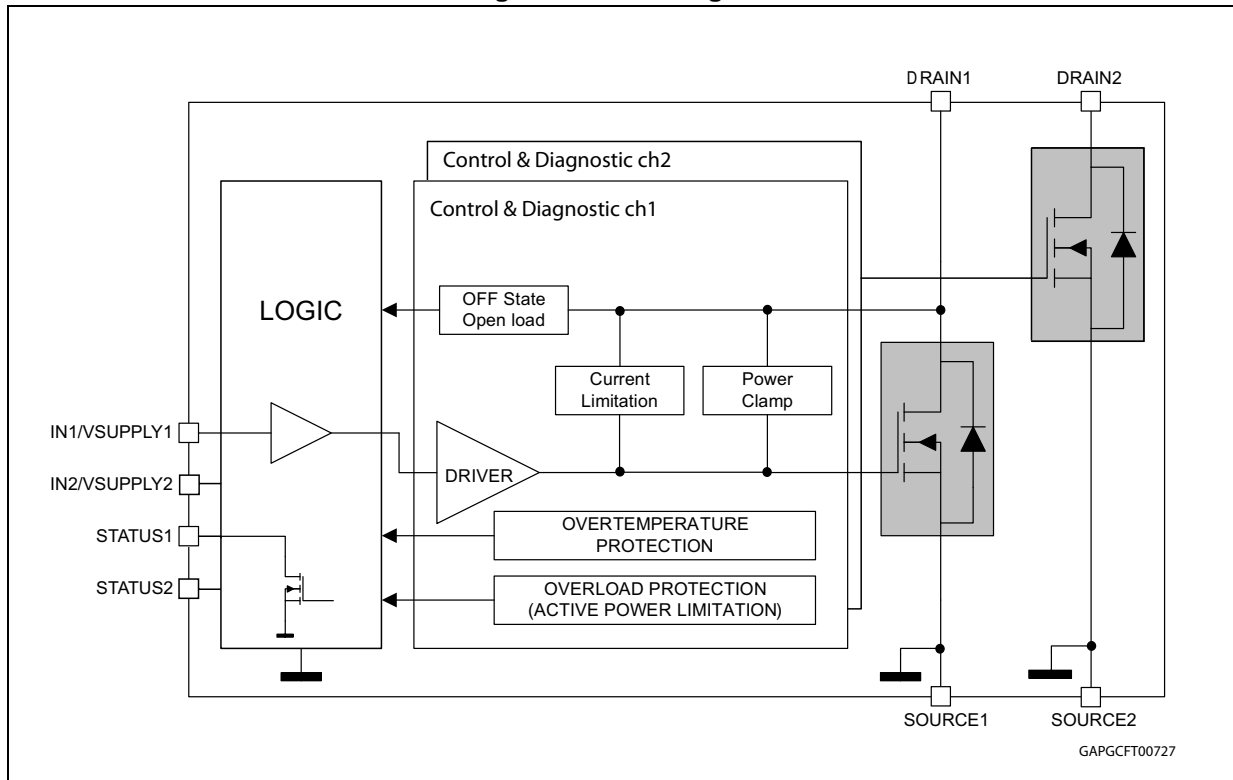 DRAIN1
DRAIN2
Control & Diagnostic ch2
Control & Diagnostic ch1
LOGIC
OFF State
Open load
Current
Limitation
Power
Clamp
IN1/VSUPPLY1
DRIVER
IN2/VSUPPLY2
STATUS1
OVERTEMPERATURE
PROTECTION
STATUS2
OVERLOAD PROTECTION
(ACTIVE POWER LIMITATION)
SOURCE1
SOURCE2
GAPGCFT00727